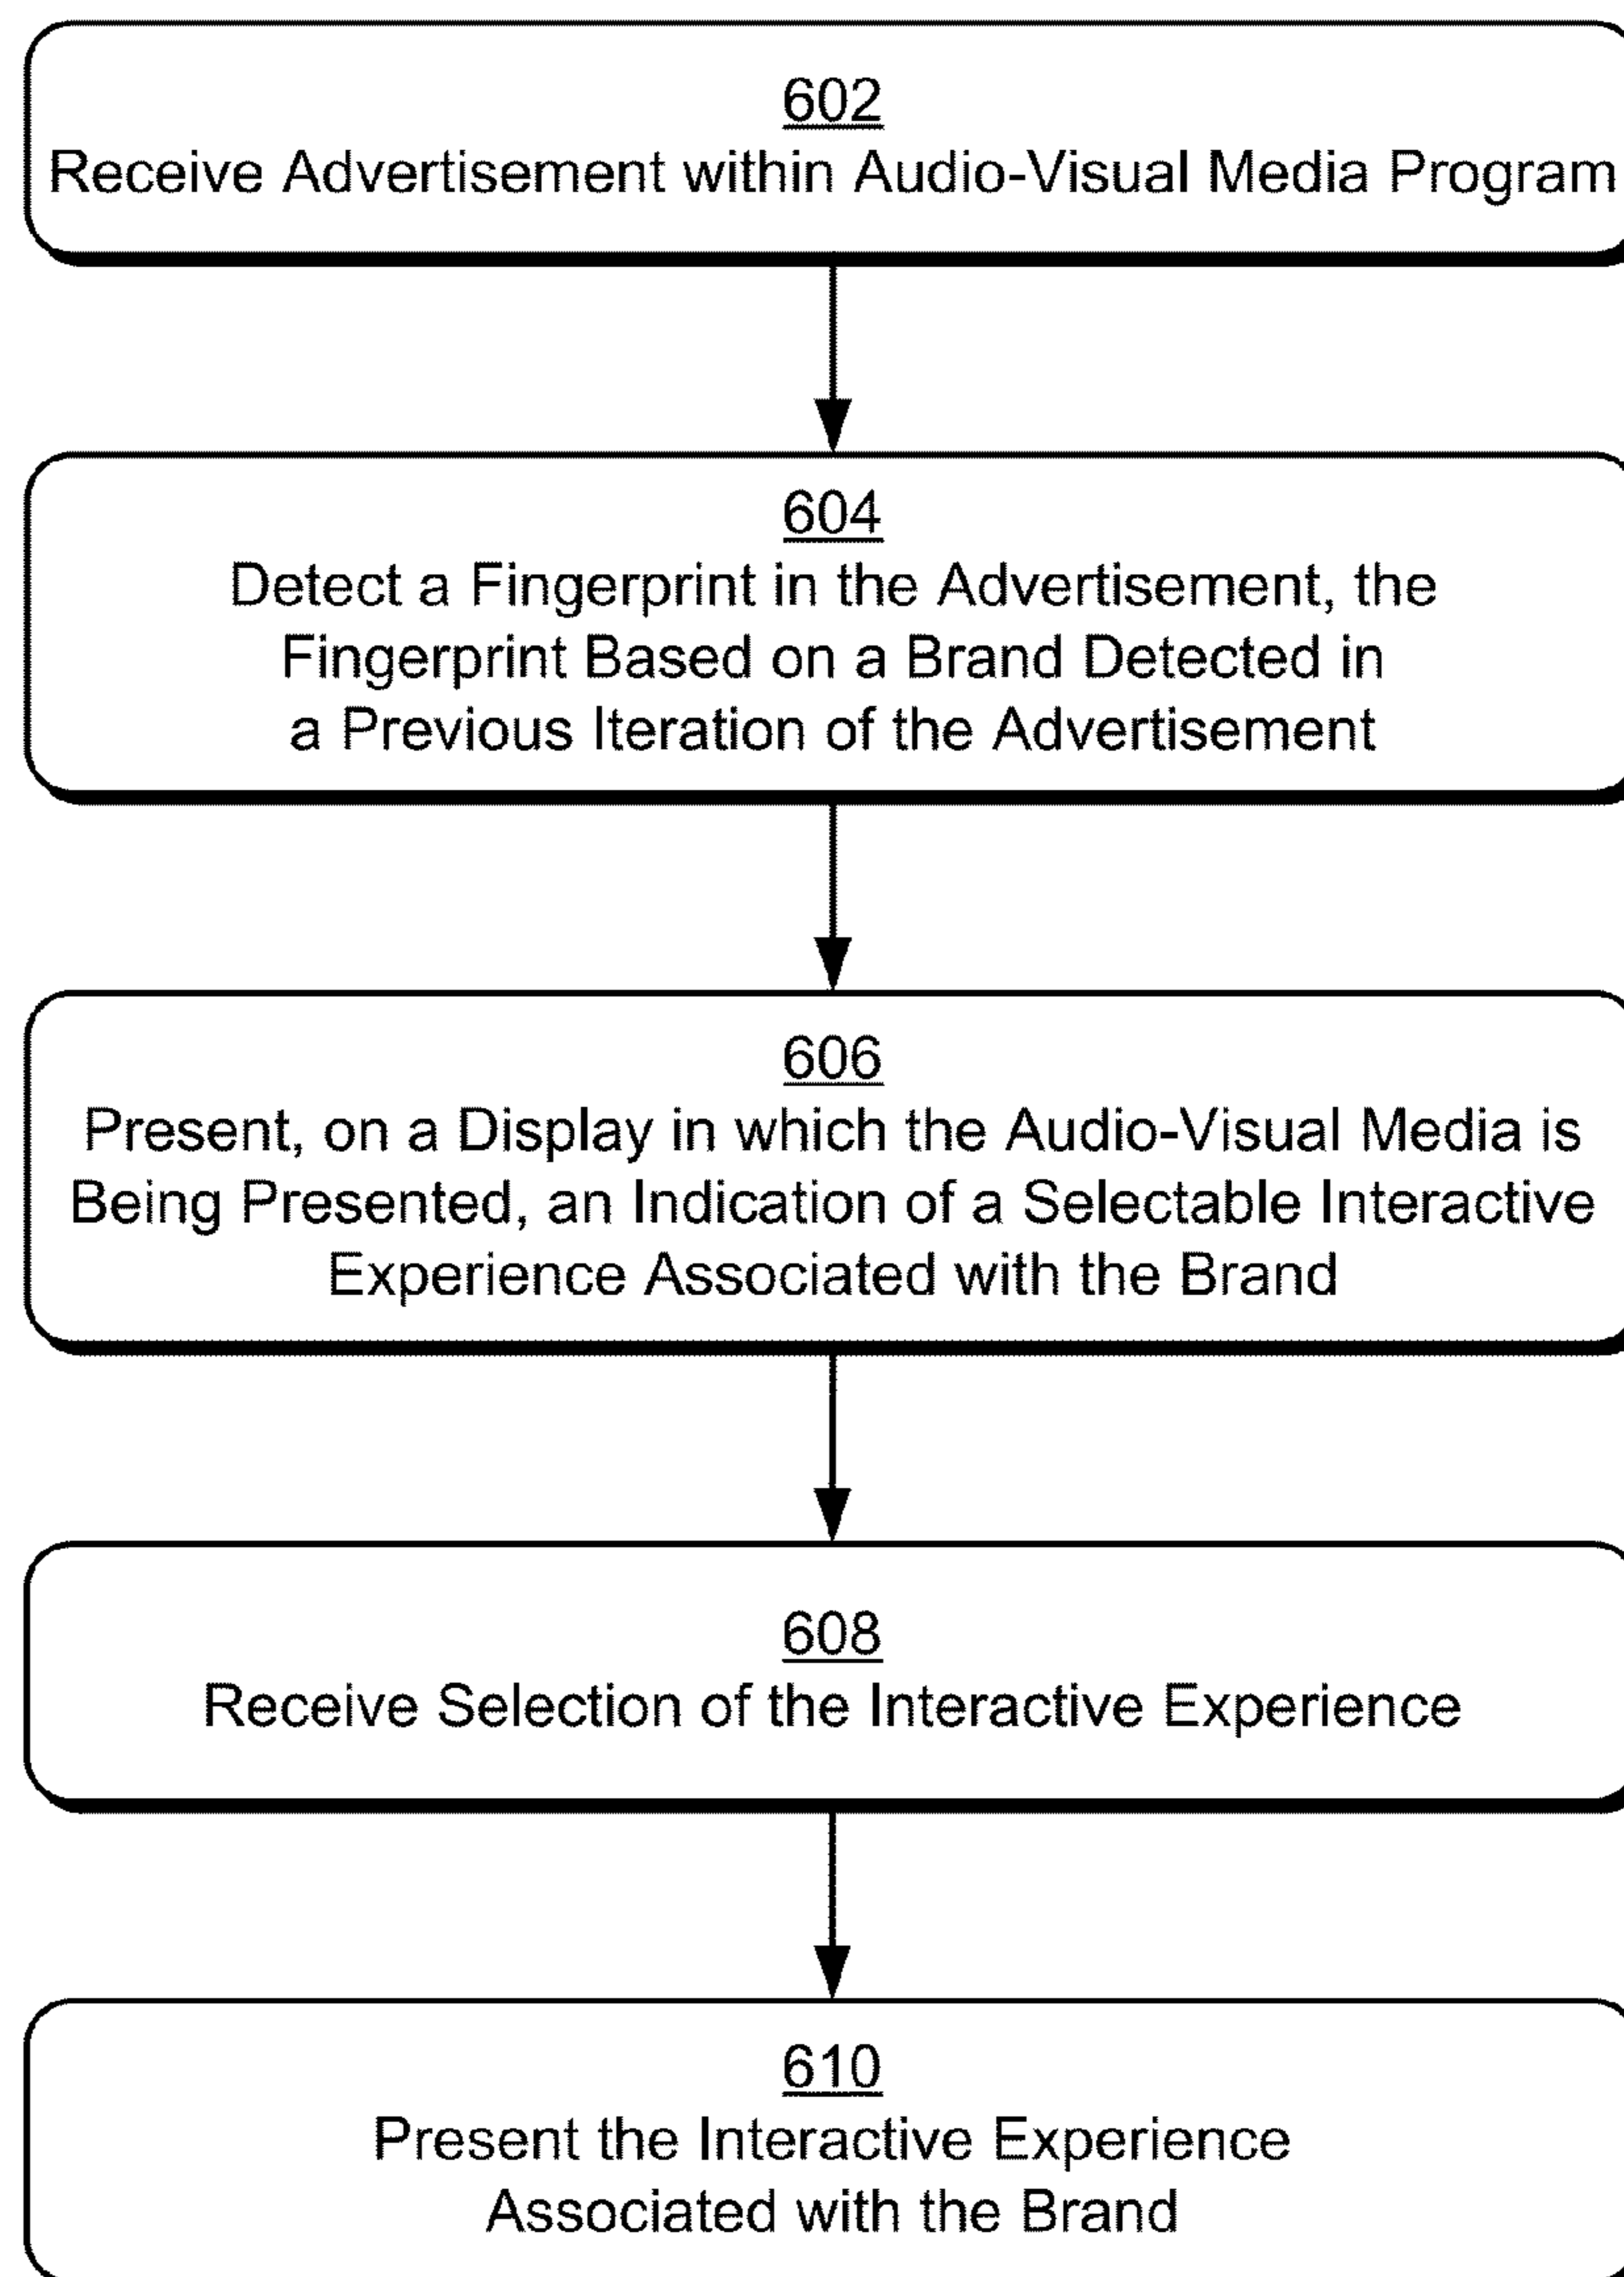 602
Receive Advertisement within Audio-Visual Media Program
604
Detect a Fingerprint in the Advertisement, the
Fingerprint Based on a Brand Detected in
a Previous Iteration of the Advertisement
606
Present, on a Display in which the Audio-Visual Media is
Being Presented, an Indication of a Selectable Interactive
Experience Associated with the Brand
608
Receive Selection of the Interactive Experience
610
Present the Interactive Experience
Associated with the Brand